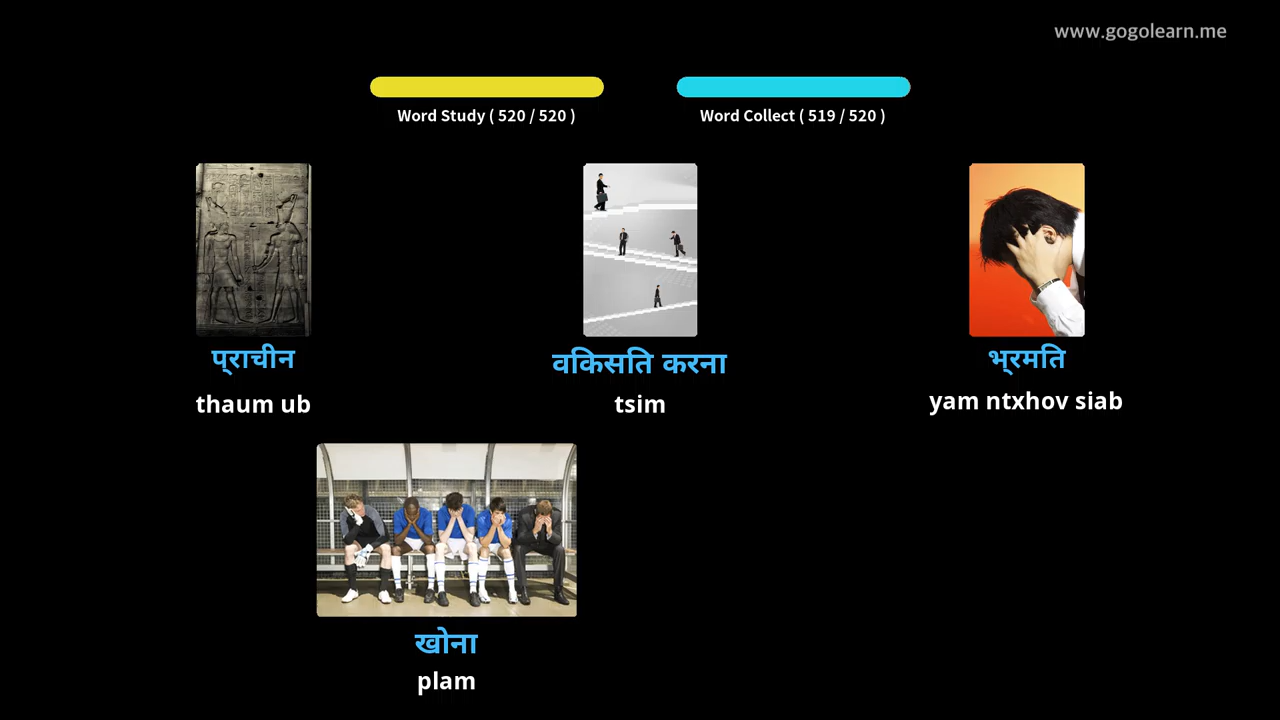 www.gogolearn.me
Word Study ( 520 / 520 )
Word Collect ( 519 / 520 )
प्राचीन
वकिसति करना
भ्रमति
thaum ub
tsim
yam ntxhov siab
खोना
plam